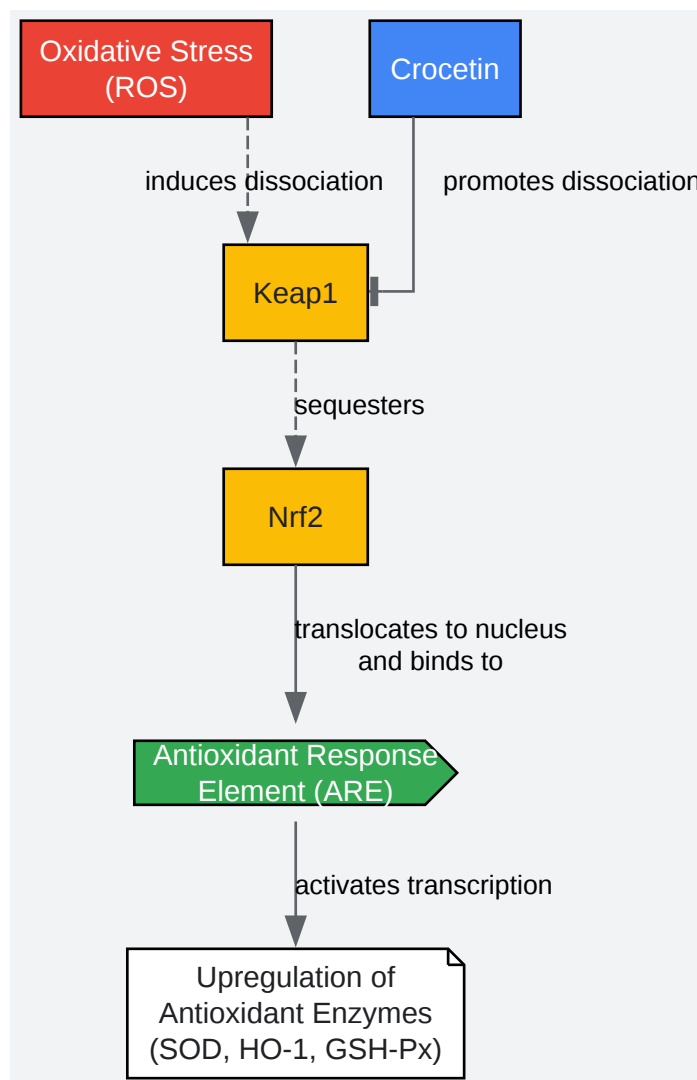 Oxidative Stress
(ROS)
Crocetin
induces dissociation
promotes dissociation
Keap1
sequesters
Nrf2
translocates to nucleus
and binds to
Antioxidant Response
Element (ARE)
activates transcription
Upregulation of
Antioxidant Enzymes
(SOD, HO-1, GSH-Px)